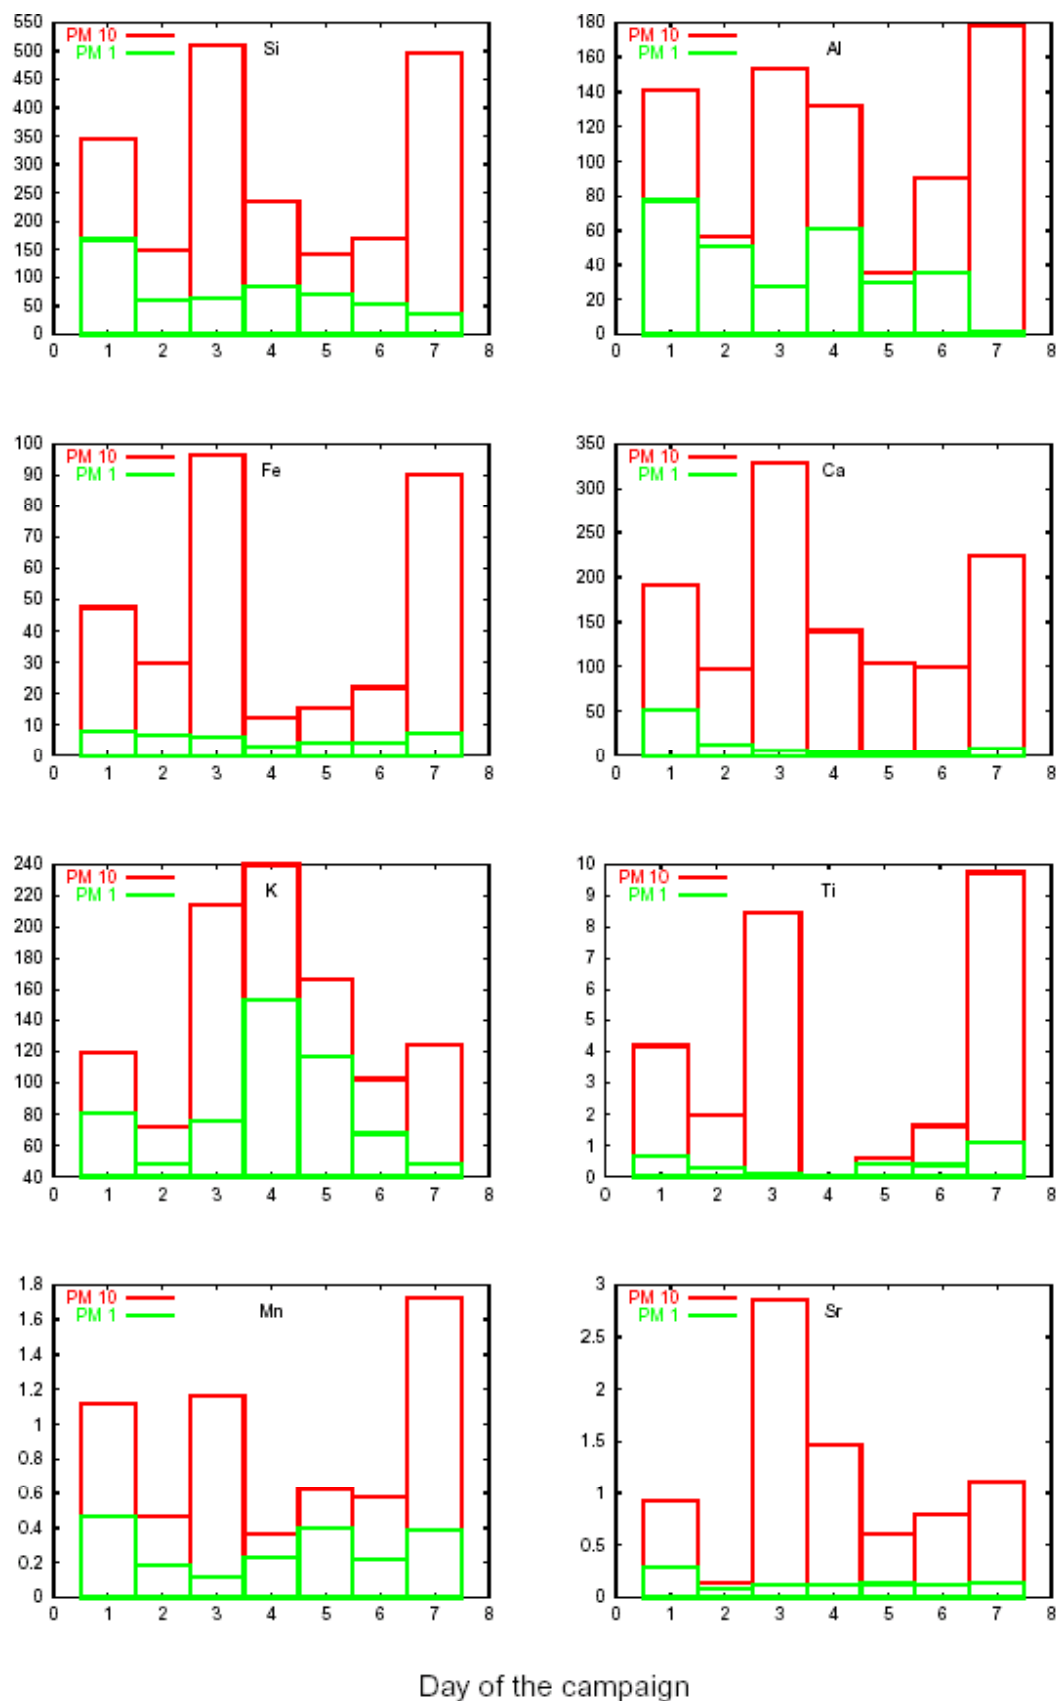 550
500
450
400
350
300
250
200
150
100
50
0
PM 10
PM 1
Si
0 1 2 3 4 5 6 7 8
180
160
140
120
100
80
60
40
20
0
PM 10
PM 1
Al
0 1 2 3 4 5 6 7 8
100
90
80
70
60
50
40
30
20
10
0
PM 10
PM 1
Fe
0 1 2 3 4 5 6 7 8
350
300
250
200
150
100
50
0
PM 10
PM 1
Ca
0 1 2 3 4 5 6 7 8
240
220
200
180
160
140
120
100
80
60
40
PM 10
PM 1
K
0 1 2 3 4 5 6 7 8
10
9
8
7
6
5
4
3
2
1
0
PM 10
PM 1
Ti
0 1 2 3 4 5 6 7 8
1.8
1.6
1.4
1.2
1
0.8
0.6
0.4
0.2
0
PM 10
PM 1
Mn
0 1 2 3 4 5 6 7 8
3
2.5
2
1.5
1
0.5
0
PM 10
PM 1
Sr
0 1 2 3 4 5 6 7 8
Day of the campaign